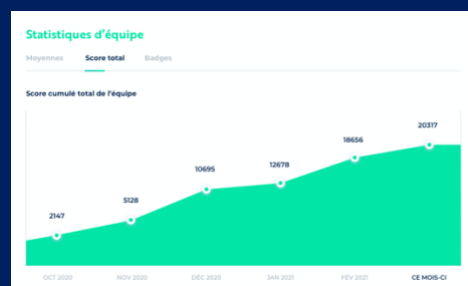 Statistiques d'équipe
Moyennes Score total Badges
Score cumulé total de l'équipe
20317
18656
12678
10695
5128
2147
OCT 2020 NOV 2020 DÉC 2020 JAN 2021 FÉV 2021 CE MOIS-CI